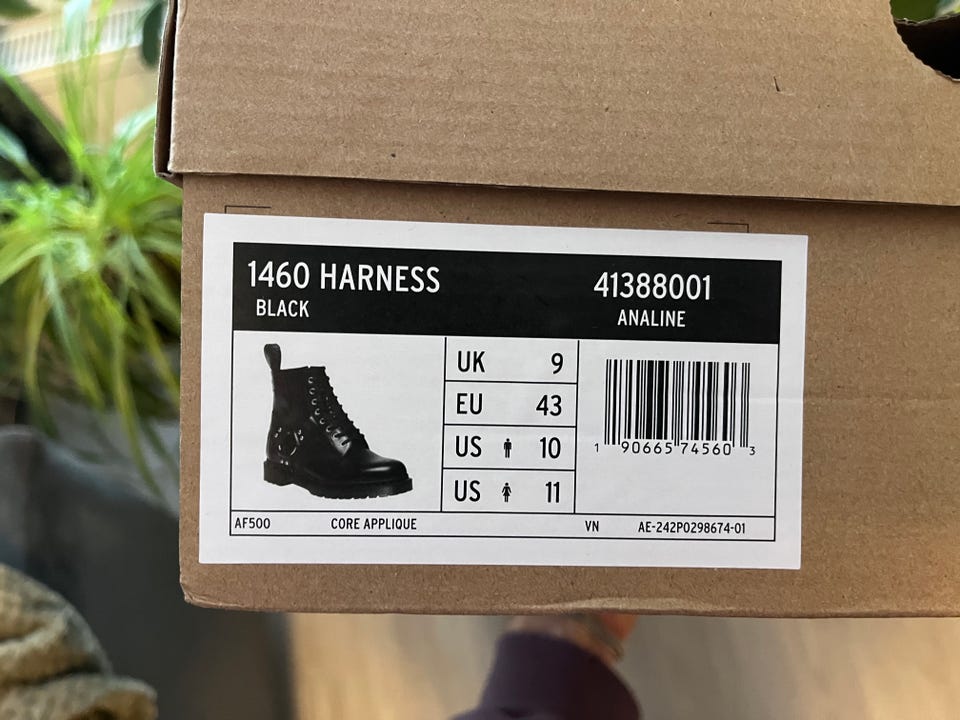 1460 HARNESS 41388001
BLACK ANALINE
UK 9
EU 43
US 10
US 11
1 90665 74560 3
AF500 CORE APPLIQUE VN AE-242P0298674-01